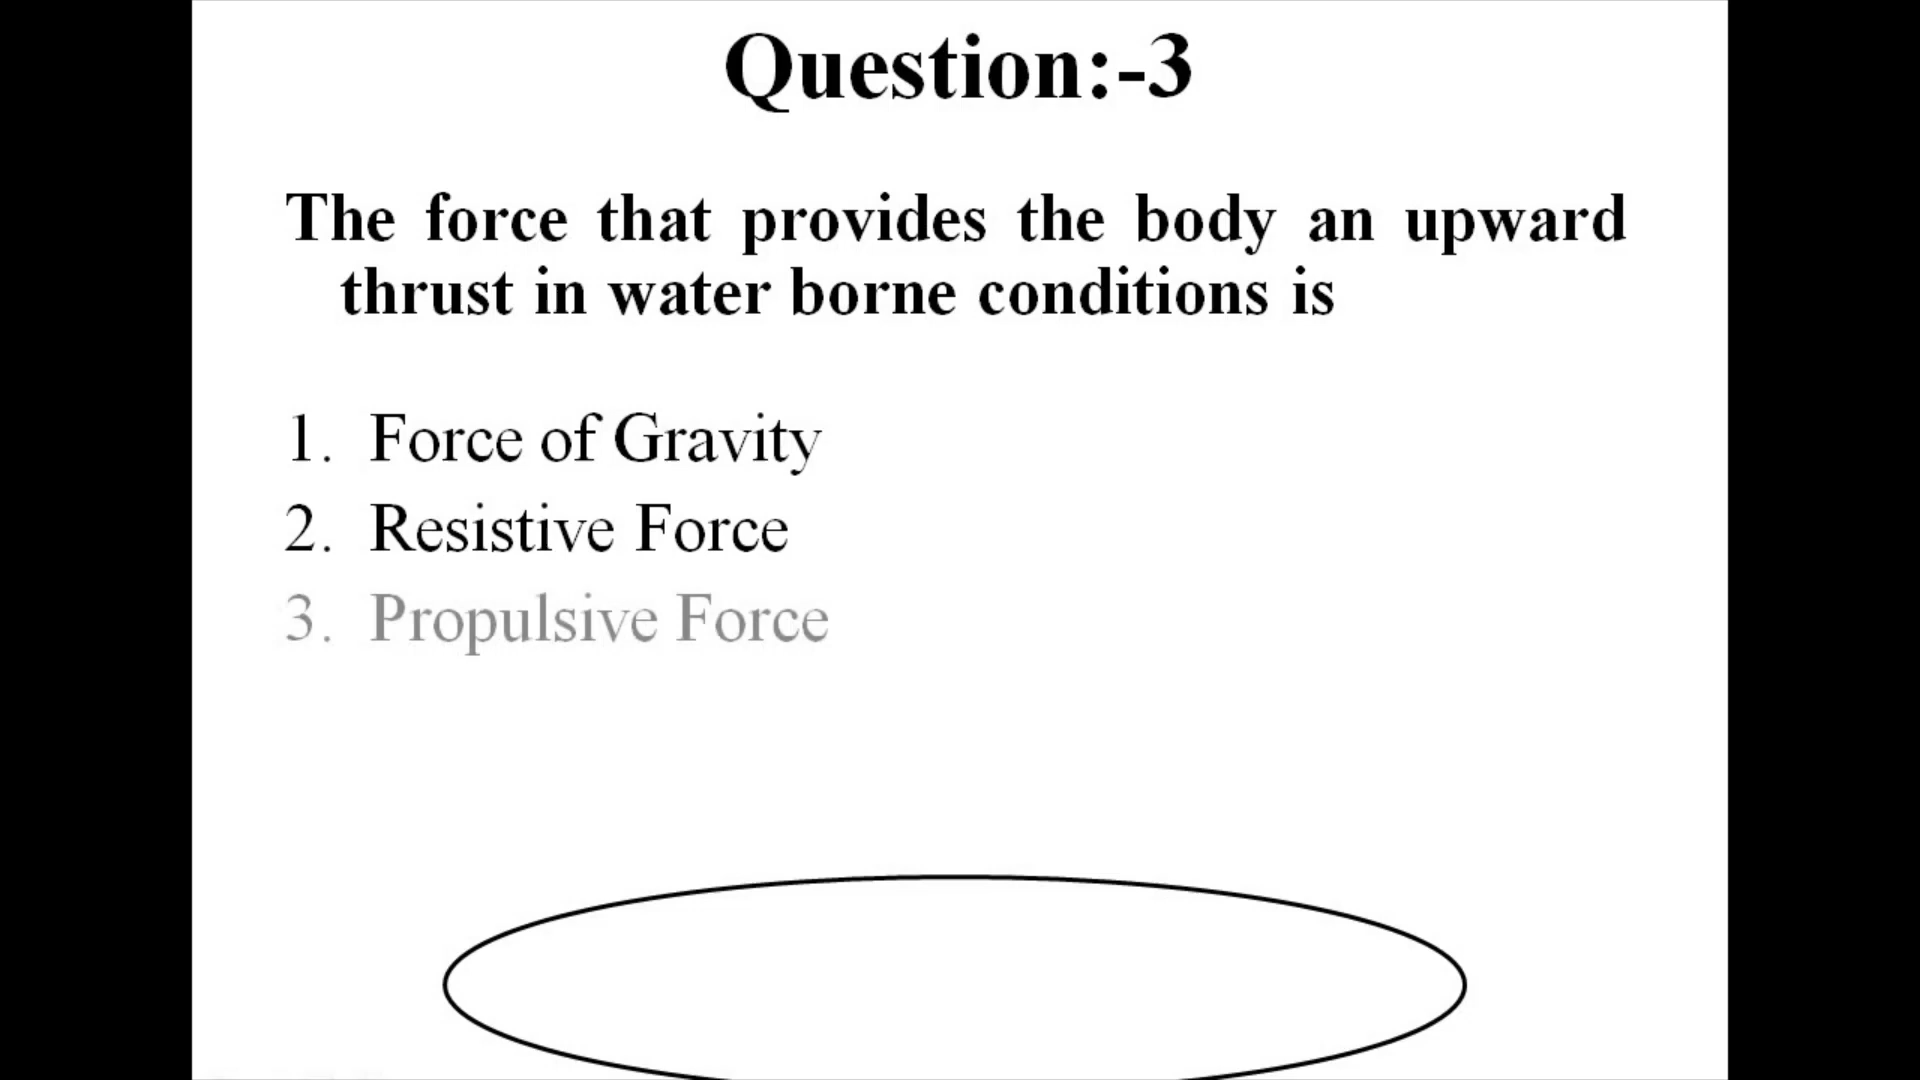 Question:-3
The force that provides the body an upward
thrust in water borne conditions is
1. Force of Gravity
2. Resistive Force
3. Propulsive Force